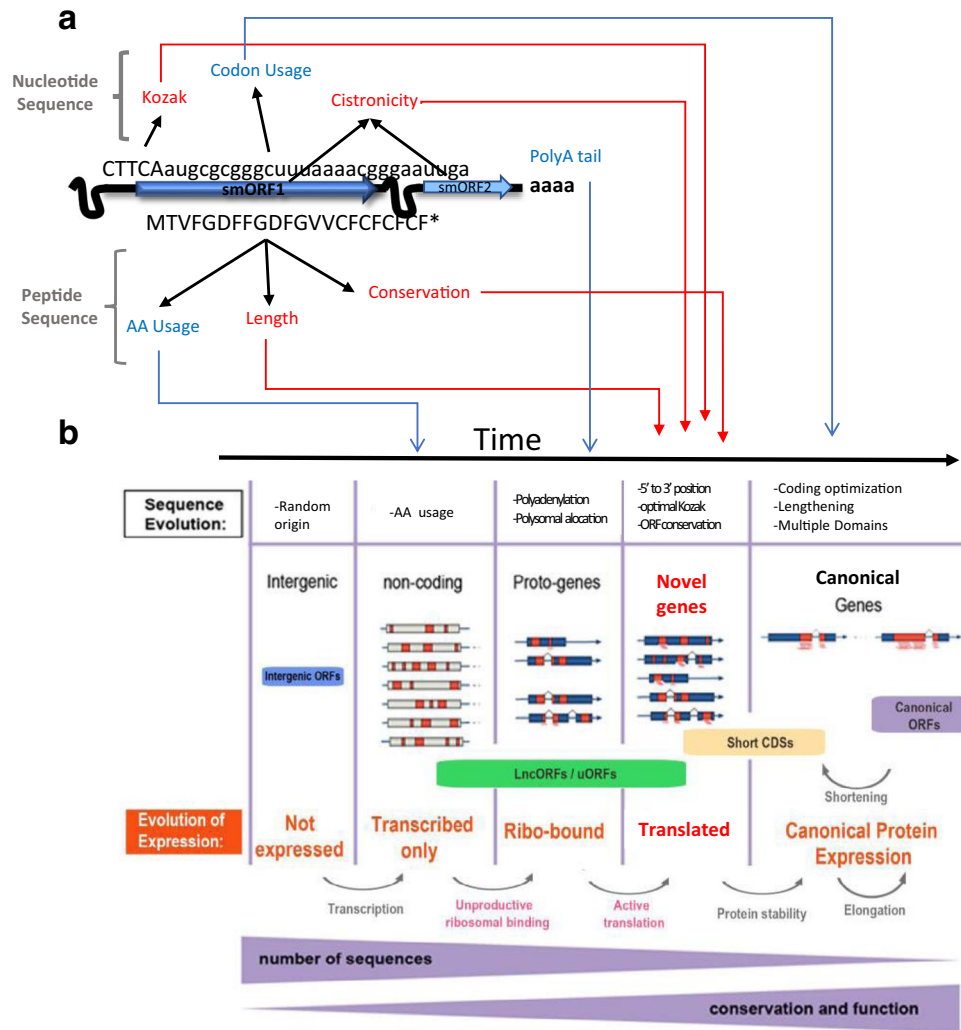 a
Nucleotide
Sequence
Kozak
Codon Usage
Cistronicity
CTTCAaugcgcgggcuuuaaaacgggaauuga
PolyA tail
smORF1
smORF2
aaaa
MTVFGDFFGDFGVVCFCFCFCF*
Peptide
Sequence
AA Usage
Length
Conservation
b
Time
Sequence
Evolution:
-Random
origin
-AA usage
-Polyadenylation
-Polysomal alocation
-5' to 3' position
-optimal Kozak
-ORF conservation
-Coding optimization
-Lengthening
-Multiple Domains
Intergenic
non-coding
Proto-genes
Novel
genes
Canonical
Genes
Intergenic ORFs
Canonical
ORFs
Short CDSs
LncORFs / uORFs
Shortening
Evolution of
Expression:
Not
expressed
Transcribed
only
Ribo-bound
Translated
Canonical Protein
Expression
Transcription
Unproductive
ribosomal binding
Active
translation
Protein stability
Elongation
number of sequences
conservation and function